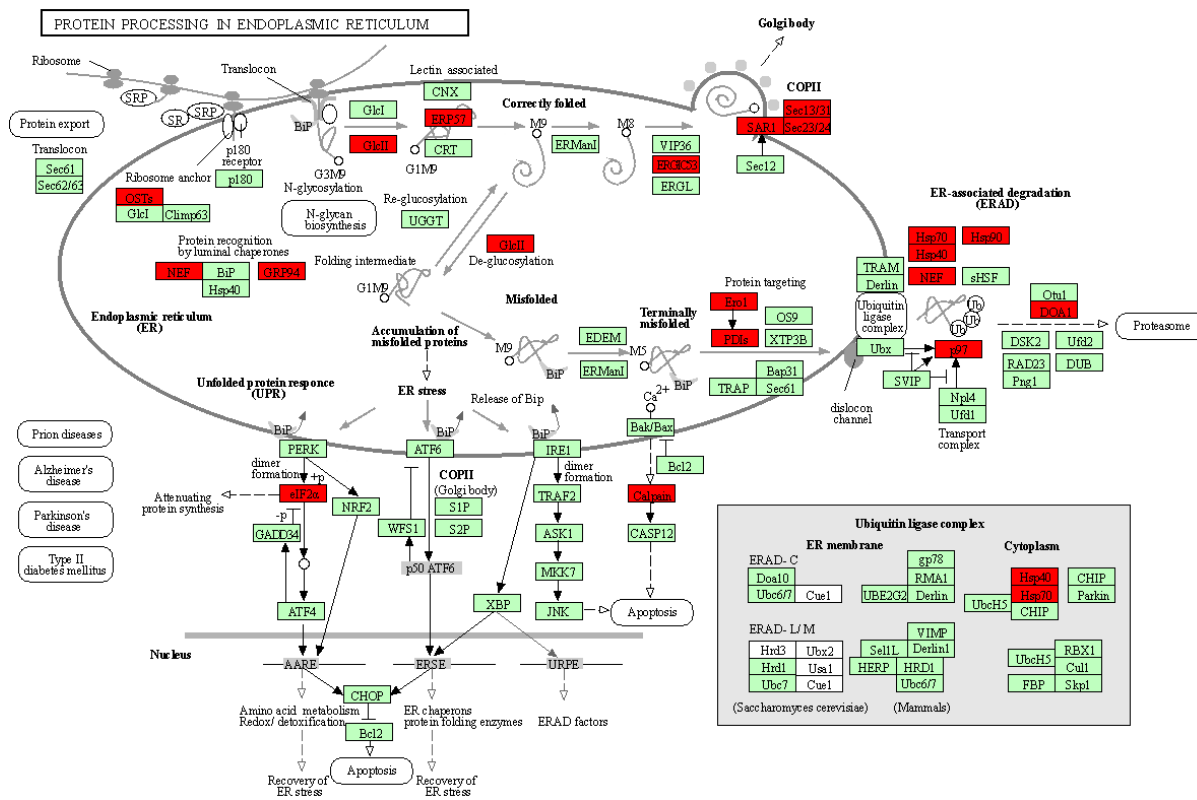 PROTEIN PROCESSING IN ENDOPLASMIC RETICULUM
Golgi body
Ribosome
SRP
SR
SRP
Translocon
BiP
Protein export
Translocon
Sec61
Sec62/63
p180
receptor
Ribosome anchor
p180
OSTs
GlcI
Climp63
G3M9
N-glycosylation
N-glycan
biosynthesis
Lectin associated
CNX
GlcI
GlcII
ERP57
CRT
G1M9
Correctly folded
M9
ERManI
M8
VIP36
ERGIC53
ERGL
COPII
Sec13/31
SAR1
Sec23/24
Sec12
Re-glucosylation
UGGT
GlcII
De-glucosylation
Protein recognition
by luminal chaperones
NEF
BiP
GRP94
Hsp40
Folding intermediate
G1M9
Endoplasmic reticulum
(ER)
Accumulation of
misfolded proteins
Misfolded
M9
BiP
EDEM
ERManI
Terminally
misfolded
M5
BiP
Protein targeting
Ero1
PDIs
OS9
XTP3B
Bap31
TRAP
Sec61
ER-associated degradation
(ERAD)
Hsp70
Hsp90
Hsp40
NEF
sHSF
TRAM
Derlin
Ubiquitin
ligase
complex
Ubx
Ub
Ub
Ub
p97
SVIP
Npl4
Ufd1
Transport
complex
dislocon
channel
Otu1
DOA1
DSK2
Ufd2
RAD23
DUB
Png1
Proteasome
Unfolded protein responce
(UPR)
ER stress
Release of Bip
BiP
BiP
BiP
PERK
ATF6
IRE1
Ca2+
Bak/Bax
Bcl2
Prion diseases
Alzheimer's
disease
Parkinson's
disease
Type II
diabetes mellitus
dimer
formation
+p
Attenuating
protein synthesis
eIF2α
-p
GADD34
NRF2
ATF4
COPII
(Golgi body)
S1P
S2P
WFS1
p50 ATF6
dimer
formation
TRAF2
ASK1
MKK7
JNK
XBP
Calpain
CASP12
Apoptosis
Nucleus
AARE
ERSE
URPE
CHOP
Amino acid metabolism
Redox/ detoxification
Bcl2
Apoptosis
ER chaperons
protein folding enzymes
ERAD factors
Recovery of
ER stress
Recovery of
ER stress
Ubiquitin ligase complex
ER membrane
Cytoplasm
ERAD- C
Doa10
Ubc6/7
Cue1
gp78
RMA1
UBE2G2
Derlin
Hsp40
Hsp70
UbcH5
CHIP
CHIP
Parkin
ERAD- L/ M
Hrd3
Ubx2
Hrd1
Usa1
Ubc7
Cue1
VIMP
Sel1L
Derlin1
HERP
HRD1
Ubc6/7
UbcH5
RBX1
Cul1
FBP
Skp1
(Saccharomyces cerevisiae)
(Mammals)